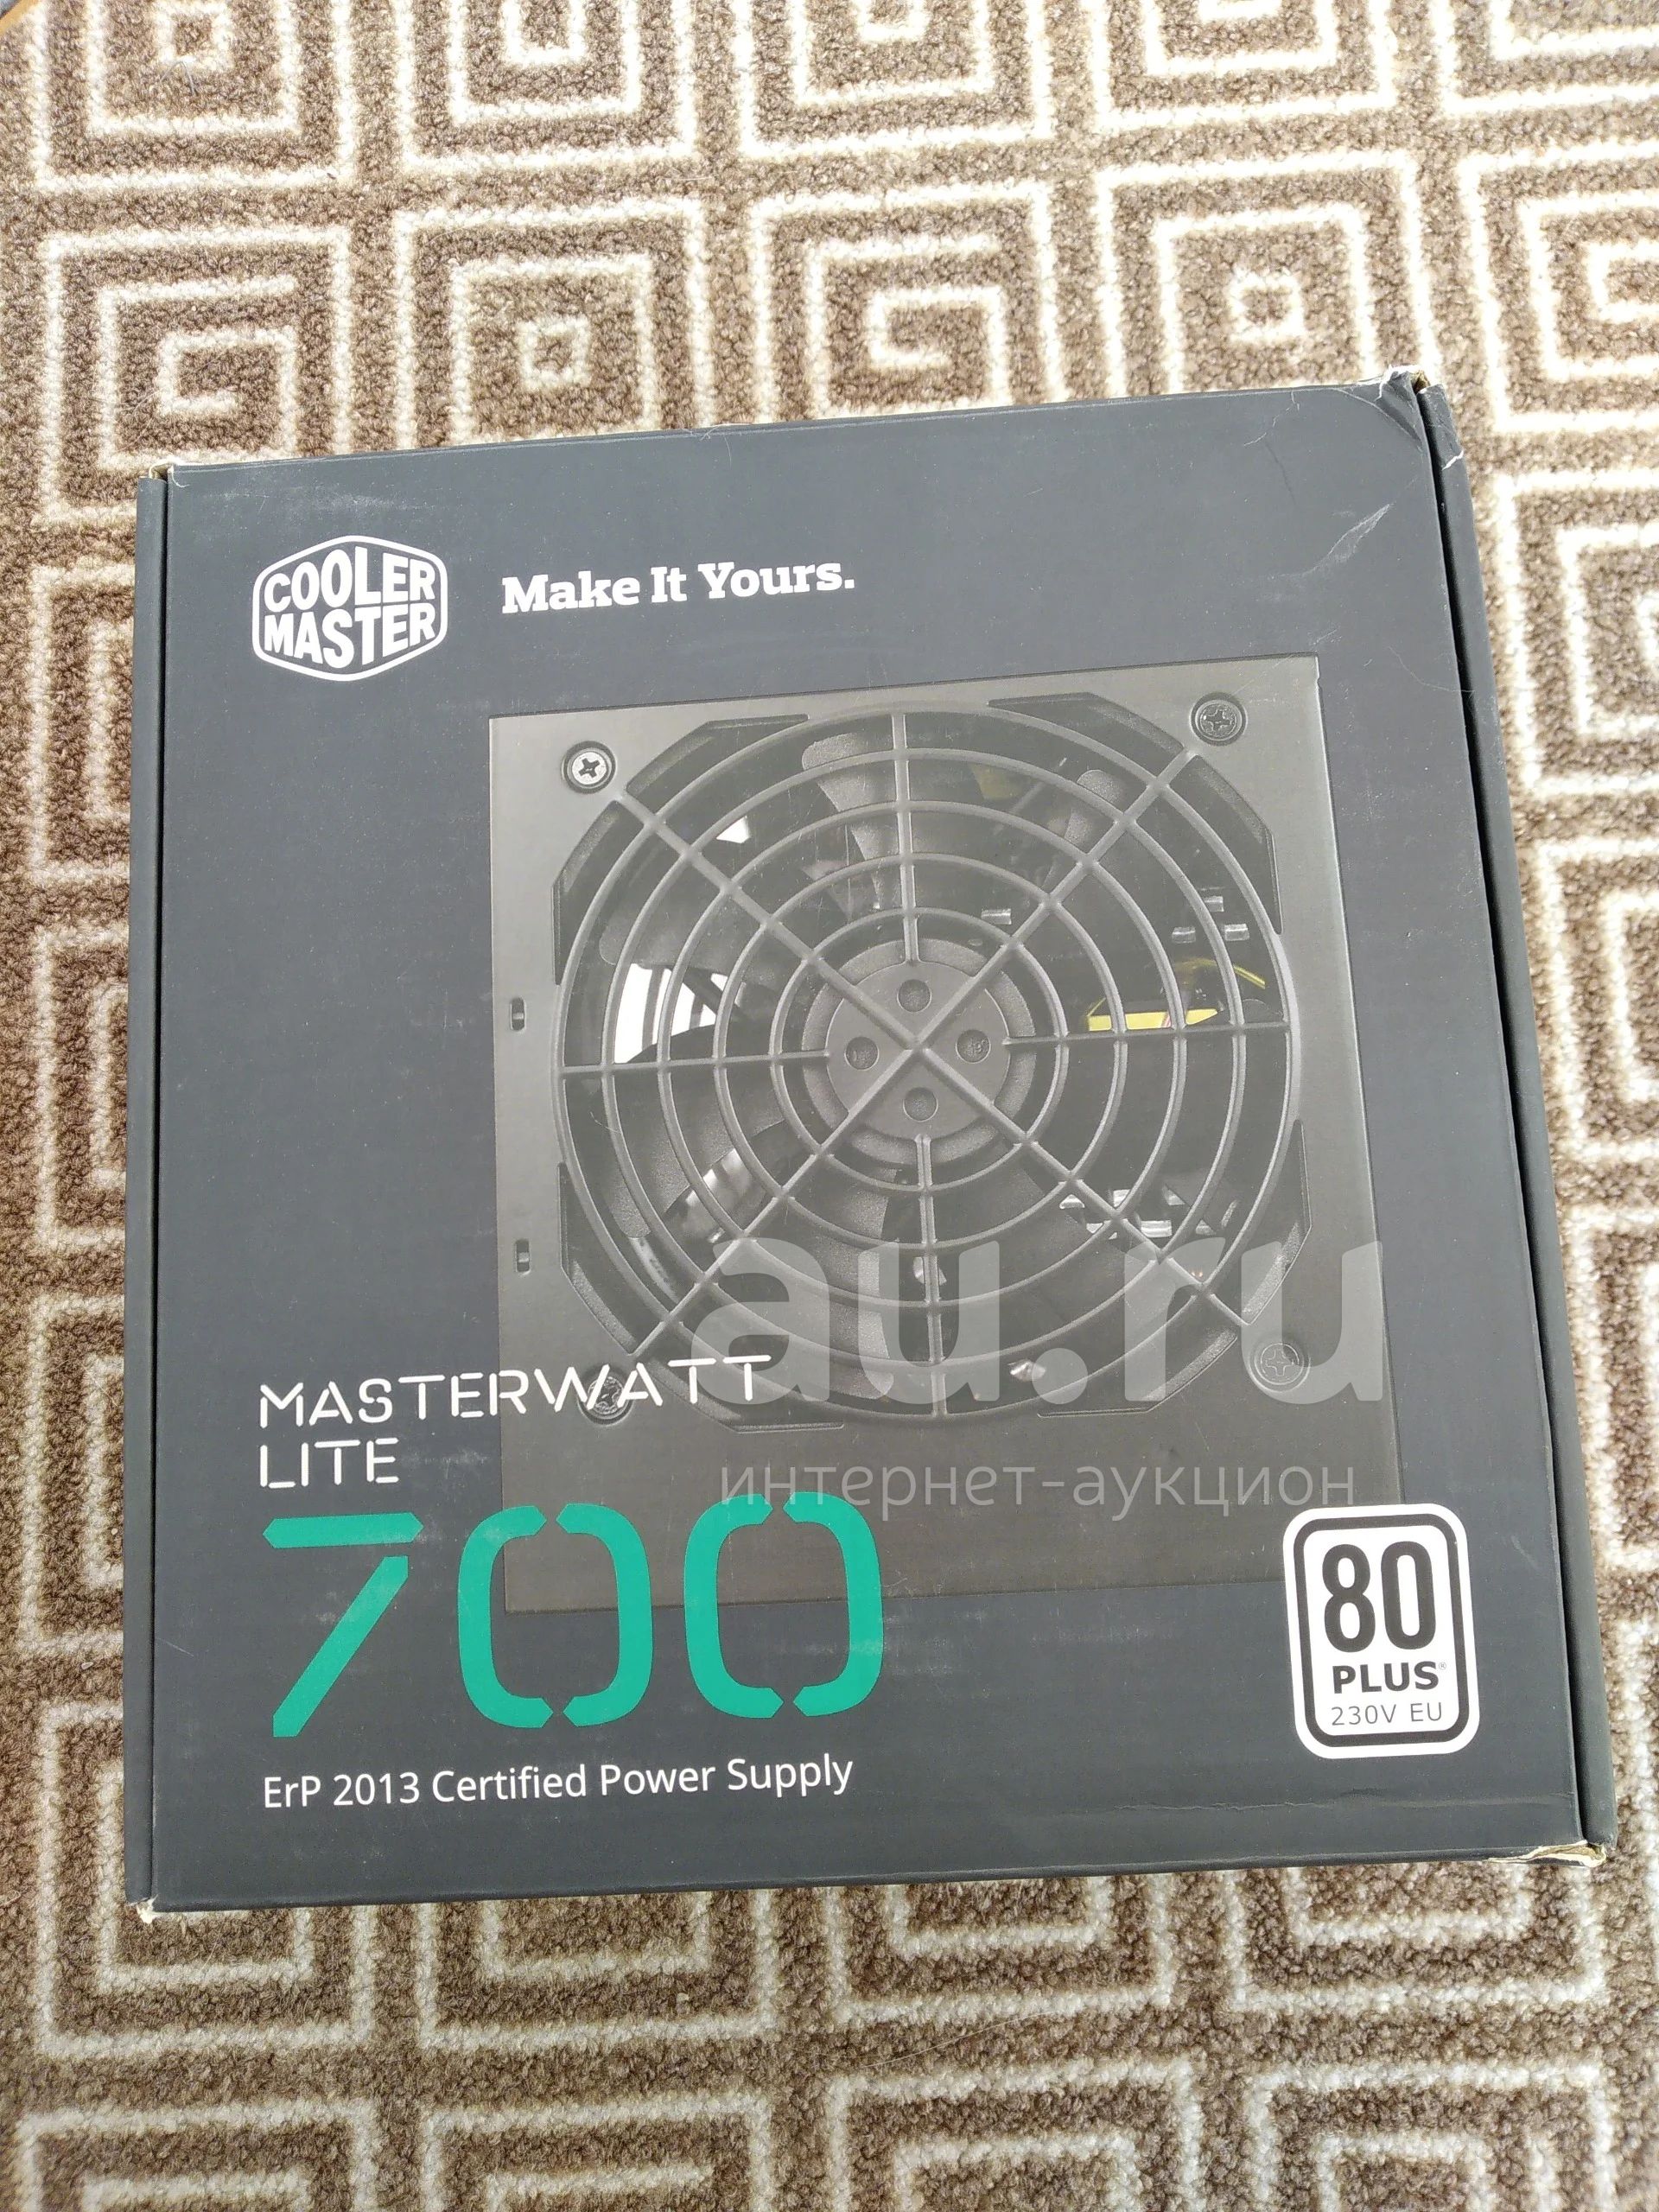 COOLER
MASTER
Make It Yours.
au.ru
интернет-аукцион
MASTERWATT
LITE
700
80
PLUS®
230V EU
ErP 2013 Certified Power Supply